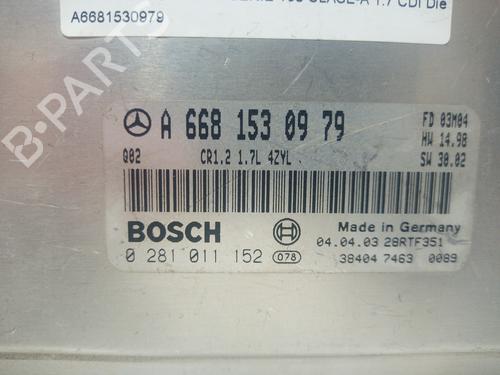 A6681530979
A 668 153 09 79
FD 03M04
HW 14.98
Q02 CR1.2 1.7L 4ZYL
SW 30.02
BOSCH
Made in Germany
04.04.03 28RTF351
0 281 011 152 078
38404 7463 0089